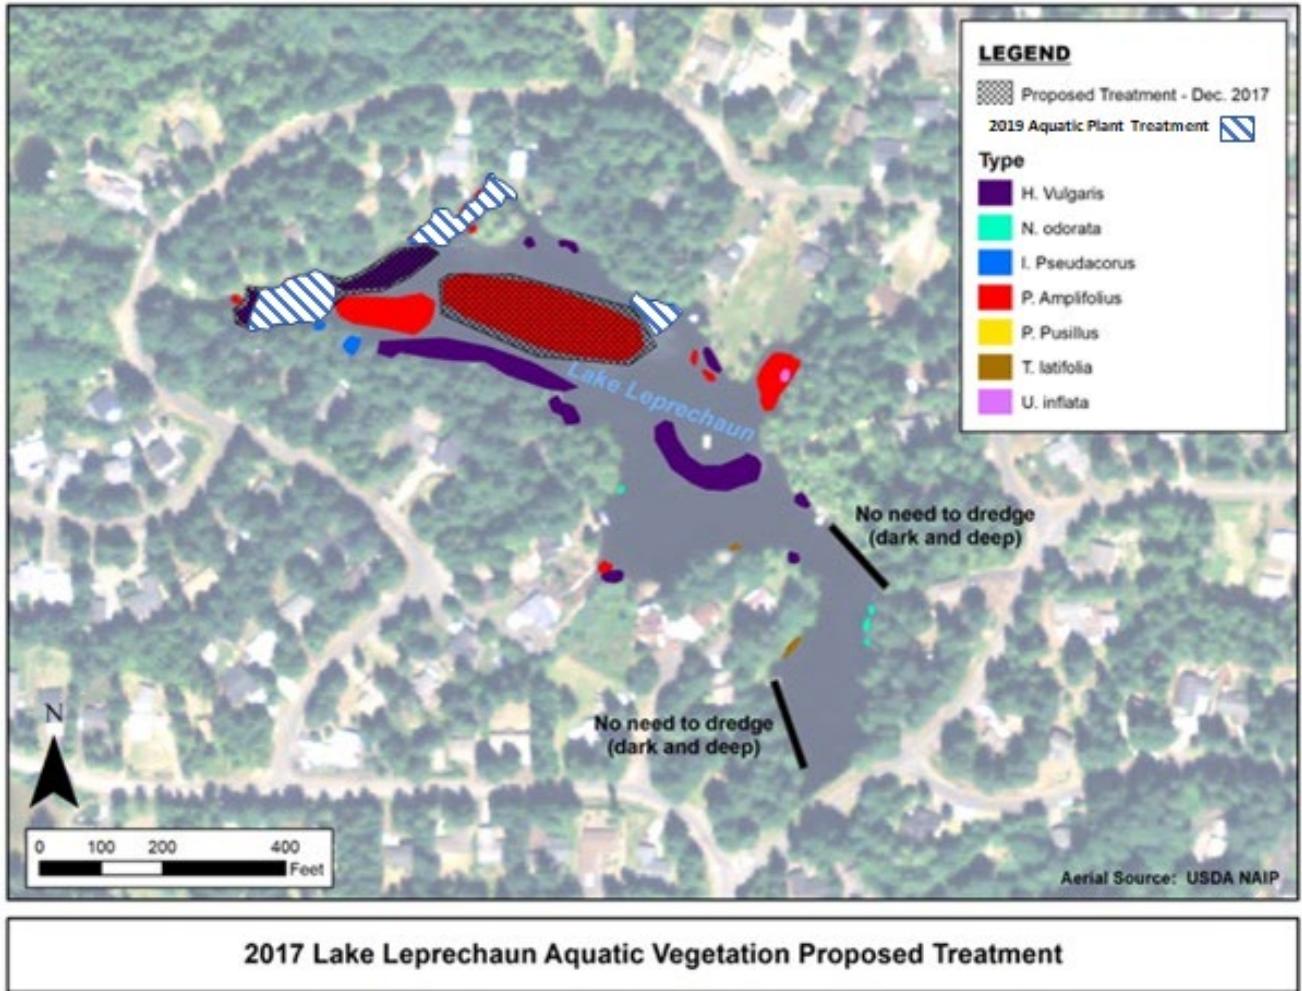 LEGEND
Proposed Treatment - Dec. 2017
2019 Aquatic Plant Treatment
Type
H. Vulgaris
N. odorata
I. Pseudacorus
P. Amplifolius
P. Pusillus
T. latifolia
U. inflata
Lake Leprechaun
No need to dredge
(dark and deep)
No need to dredge
(dark and deep)
N
0 100 200 400
Feet
Aerial Source: USDA NAIP
2017 Lake Leprechaun Aquatic Vegetation Proposed Treatment